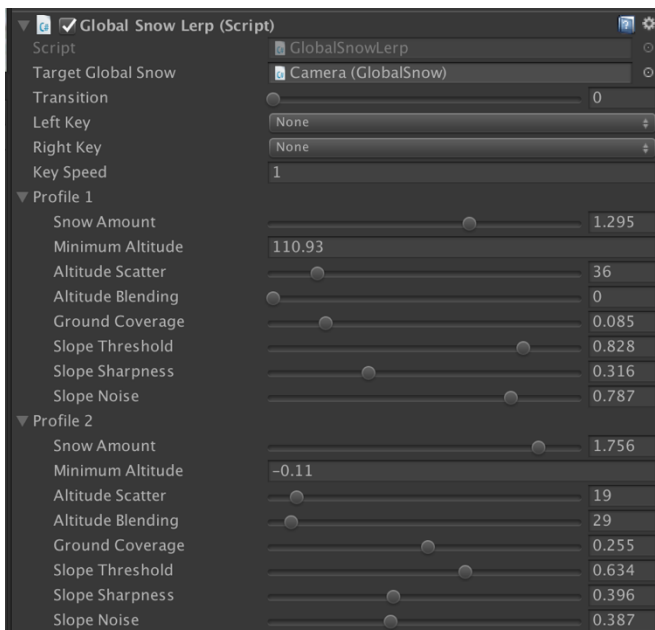 Global Snow Lerp (Script)
Script GlobalSnowLerp
Target Global Snow Camera (GlobalSnow)
Transition 0
Left Key None
Right Key None
Key Speed 1
Profile 1
Snow Amount 1.295
Minimum Altitude 110.93
Altitude Scatter 36
Altitude Blending 0
Ground Coverage 0.085
Slope Threshold 0.828
Slope Sharpness 0.316
Slope Noise 0.787
Profile 2
Snow Amount 1.756
Minimum Altitude -0.11
Altitude Scatter 19
Altitude Blending 29
Ground Coverage 0.255
Slope Threshold 0.634
Slope Sharpness 0.396
Slope Noise 0.387